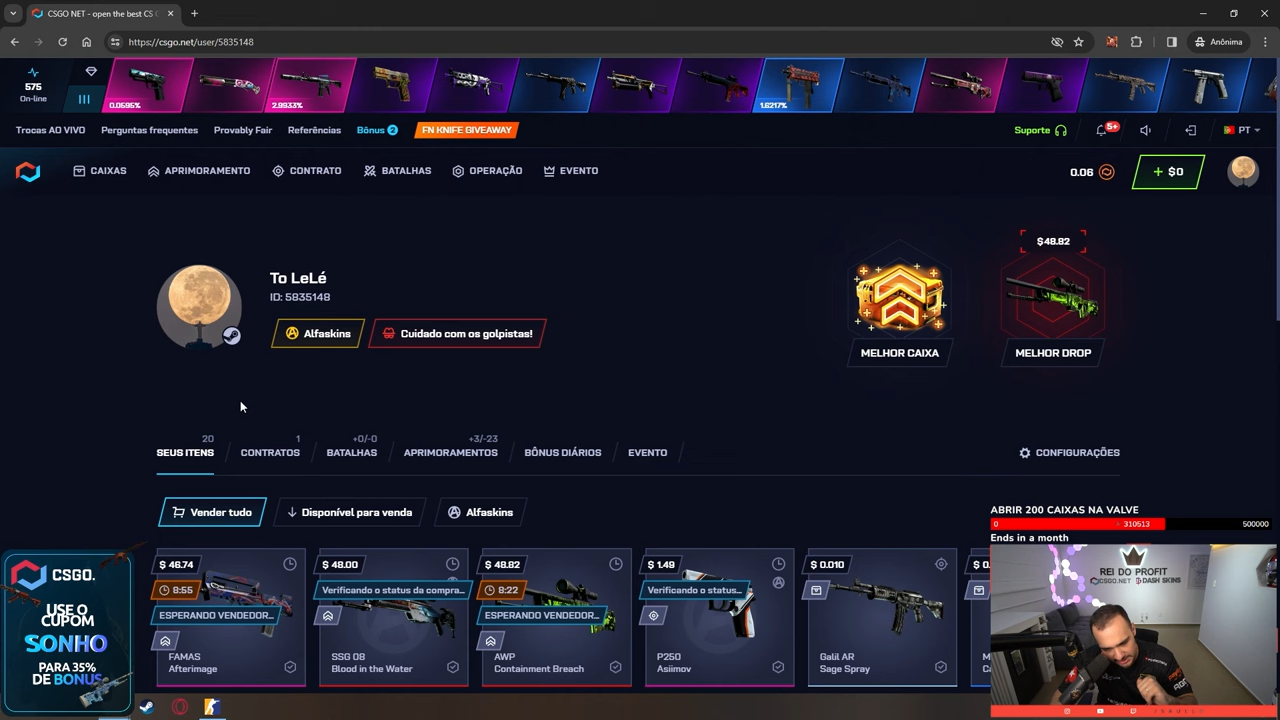 CSGO NET - open the best CS G
https://csgo.net/user/5835148
Anônima
575
On-line
0.0595%
2.9933%
1.6217%
Trocas AO VIVO
Perguntas frequentes
Provably Fair
Referências
Bônus 2
FN KNIFE GIVEAWAY
Suporte
5+
PT
CAIXAS
APRIMORAMENTO
CONTRATO
BATALHAS
OPERAÇÃO
EVENTO
0.06
+ $0
To LeLé
ID: 5835148
Alfaskins
Cuidado com os golpistas!
MELHOR CAIXA
$48.82
MELHOR DROP
20
SEUS ITENS
1
CONTRATOS
+0/-0
BATALHAS
+3/-23
APRIMORAMENTOS
BÔNUS DIÁRIOS
EVENTO
CONFIGURAÇÕES
Vender tudo
Disponível para venda
Alfaskins
$ 46.74
8:55
ESPERANDO VENDEDOR...
FAMAS
Afterimage
$ 48.00
Verificando o status da compra...
SSG 08
Blood in the Water
$ 48.82
8:22
ESPERANDO VENDEDOR...
AWP
Containment Breach
$ 1.49
Verificando o status...
P250
Asiimov
$ 0.010
Galil AR
Sage Spray
ABRIR 200 CAIXAS NA VALVE
0
310513
500000
Ends in a month
REI DO PROFIT
CSGO.NET
DASH SKINS
CSGO.
USE O
CUPOM
SONHO
PARA 35%
DE BONUS